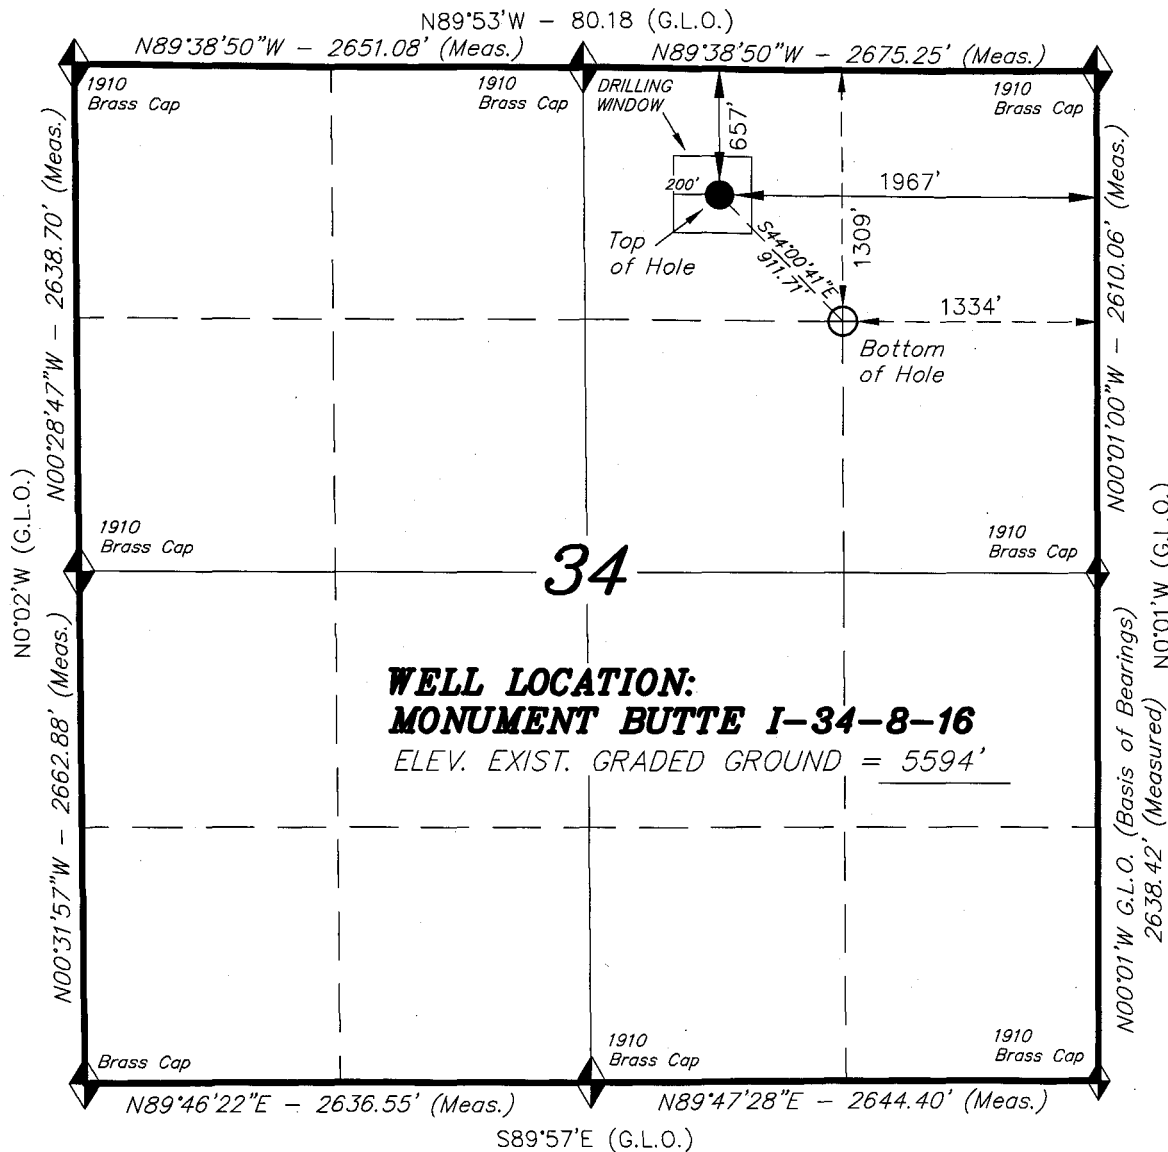 N89°53'W - 80.18 (G.L.O.)
N89°38'50"W - 2651.08' (Meas.)
N89°38'50"W - 2675.25' (Meas.)
1910
Brass Cap
1910
Brass Cap
DRILLING
WINDOW
1910
Brass Cap
657'
200'
1967'
1309'
Top
of Hole
S44°00'41"E
911.71'
1334'
Bottom
of Hole
N00°28'47"W - 2638.70' (Meas.)
N00°01'00"W - 2610.06' (Meas.)
N0°02'W (G.L.O.)
N0°01'W (G.L.O.)
1910
Brass Cap
1910
Brass Cap
34
WELL LOCATION:
MONUMENT BUTTE I-34-8-16
ELEV. EXIST. GRADED GROUND = 5594'
N00°31'57"W - 2662.88' (Meas.)
N00°01'W G.L.O. (Basis of Bearings)
2638.42' (Measured)
Brass Cap
1910
Brass Cap
1910
Brass Cap
N89°46'22"E - 2636.55' (Meas.)
N89°47'28"E - 2644.40' (Meas.)
S89°57'E (G.L.O.)